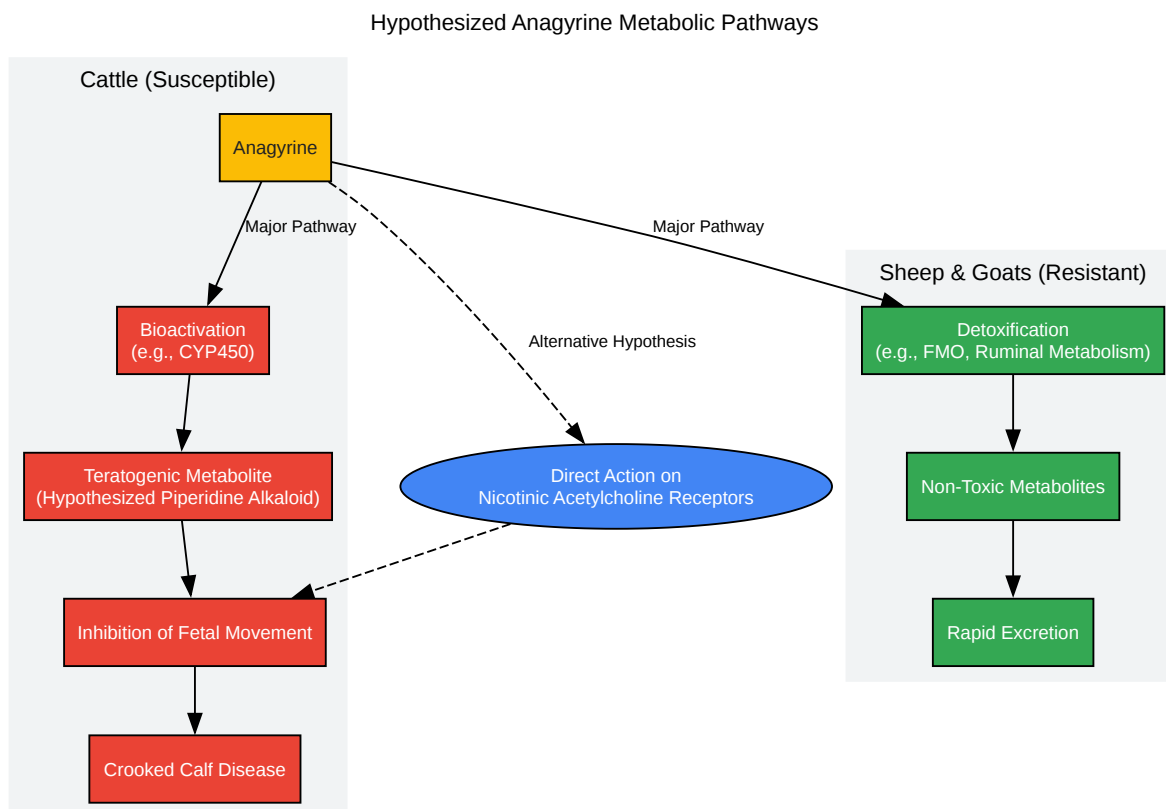 Hypothesized Anagyrine Metabolic Pathways
Cattle (Susceptible)
Anagyrine
Major Pathway
Major Pathway
Sheep & Goats (Resistant)
Bioactivation
(e.g., CYP450)
Alternative Hypothesis
Detoxification
(e.g., FMO, Ruminal Metabolism)
Teratogenic Metabolite
(Hypothesized Piperidine Alkaloid)
Direct Action on
Nicotinic Acetylcholine Receptors
Non-Toxic Metabolites
Inhibition of Fetal Movement
Rapid Excretion
Crooked Calf Disease